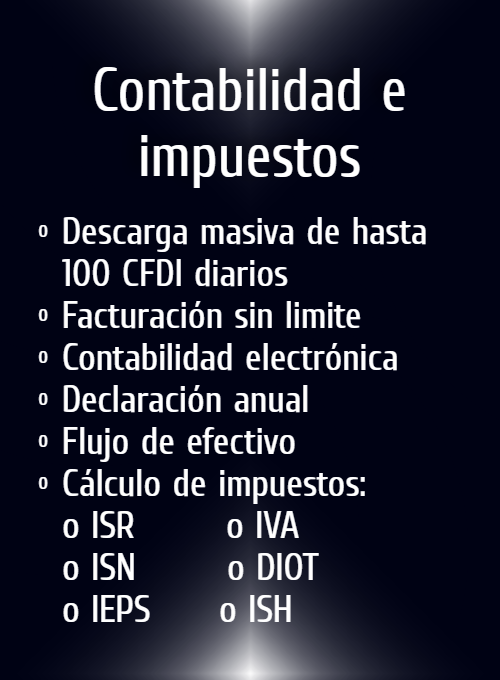 Contabilidad e
impuestos
o Descarga masiva de hasta
100 CFDI diarios
o Facturación sin limite
o Contabilidad electrónica
o Declaración anual
o Flujo de efectivo
o Cálculo de impuestos:
o ISR o IVA
o ISN o DIOT
o IEPS o ISH